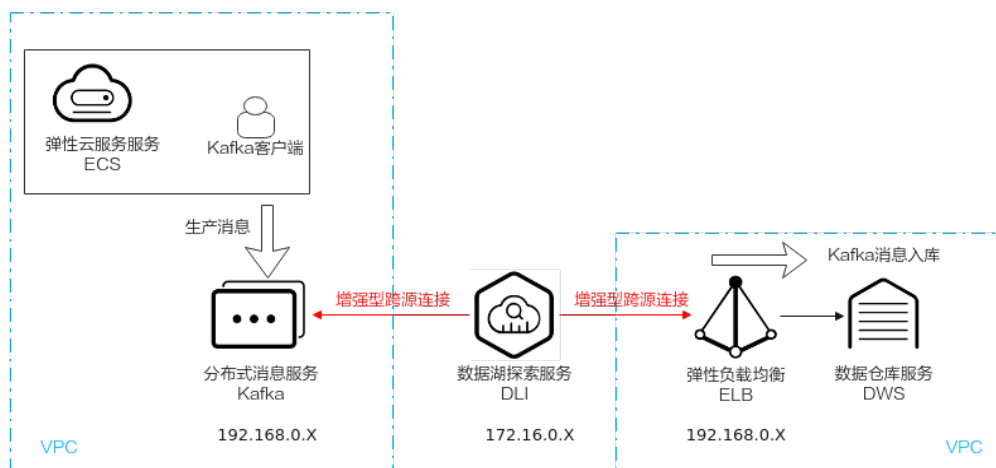 弹性云服务服务
ECS
Kafka客户端
生产消息
Kafka消息入库
增强型跨源连接
增强型跨源连接
分布式消息服务
Kafka
数据湖探索服务
DLI
弹性负载均衡
ELB
数据仓库服务
DWS
192.168.0.X
172.16.0.X
192.168.0.X
VPC
VPC